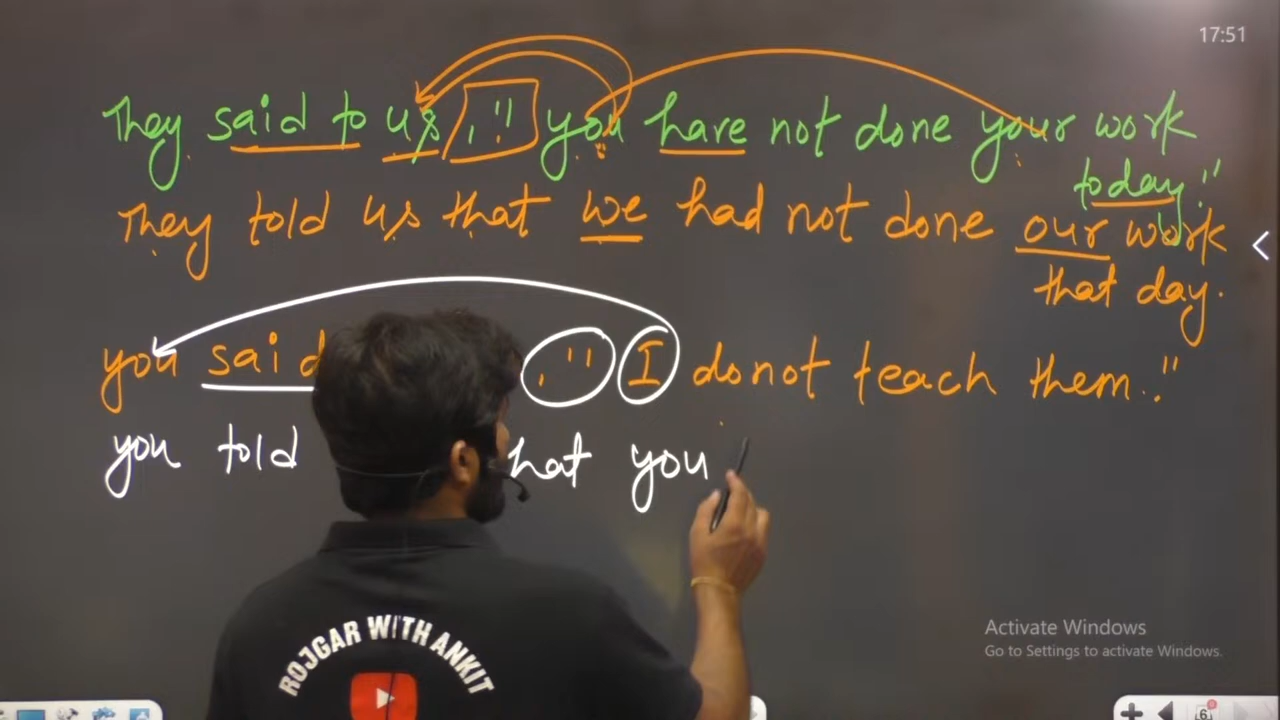 17:51
They said to us , " you have not done your work
today."
They told us that we had not done our work
that day.
you said , " I do not teach them."
you told hat you
ROJGAR WITH ANKIT
Activate Windows
Go to Settings to activate Windows.
6